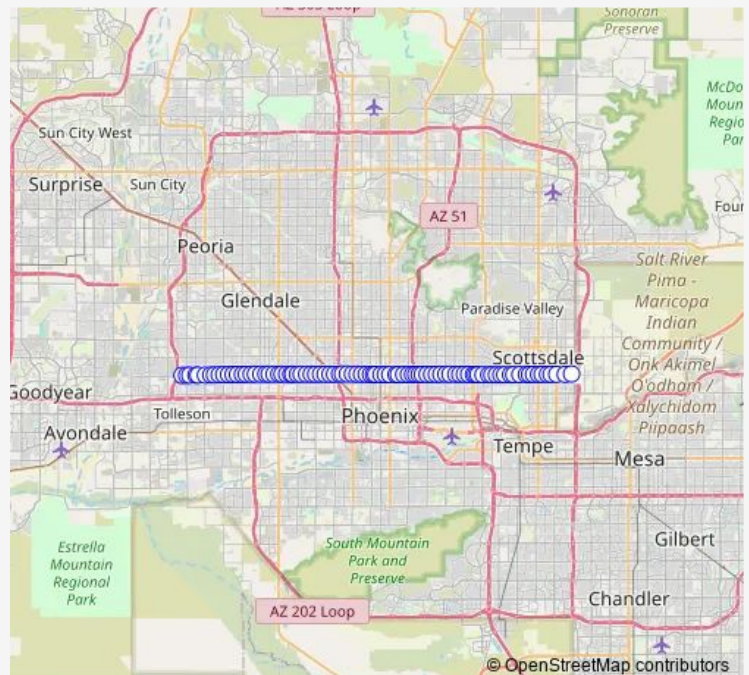 AZ 303 Loop
Sonoran
Preserve
McDo
Moun
Regio
Par
Sun City West
Surprise
Sun City
Foun
AZ 51
Peoria
Salt River
Pima -
Maricopa
Indian
Community /
Onk Akimel
O'odham /
Xalychidom
Piipaash
Glendale
Paradise Valley
Scottsdale
Goodyear
Tolleson
Phoenix
Avondale
Tempe
Mesa
Estrella
Mountain
Regional
Park
South Mountain
Park and
Preserve
Gilbert
Chandler
AZ 202 Loop
© OpenStreetMap contributors